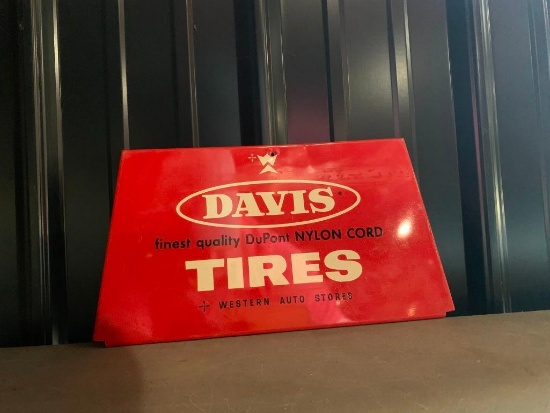 DAVIS
finest quality DuPont NYLON CORD
TIRES
WESTERN AUTO STORES